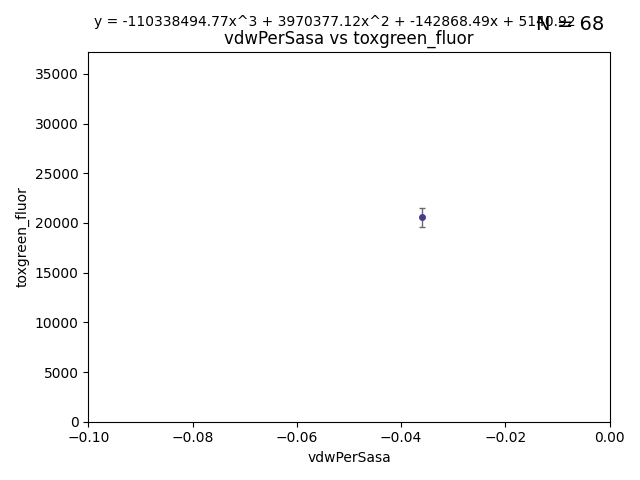 y = -110338494.77x^3 + 3970377.12x^2 + -142868.49x + 5140.92
N = 68
vdwPerSasa vs toxgreen_fluor
35000
30000
25000
20000
15000
10000
5000
0
toxgreen_fluor
−0.10 −0.08 −0.06 −0.04 −0.02 0.00
vdwPerSasa